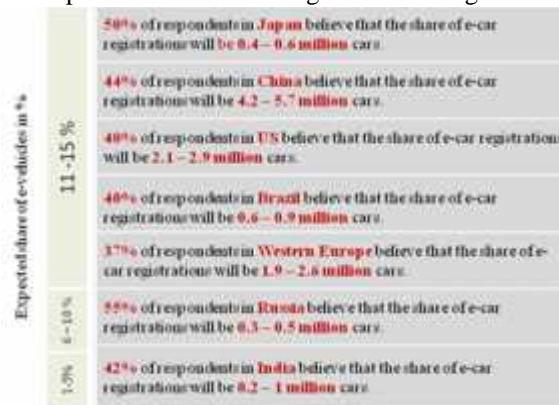 50% of respondents in Japan believe that the share of e-car
registrations will be 0.4 – 0.6 million cars.
44% of respondents in China believe that the share of e-car
registrations will be 4.2 – 5.7 million cars.
40% of respondents in US believe that the share of e-car registrations
will be 2.1 – 2.9 million cars.
40% of respondents in Brazil believe that the share of e-car
registrations will be 0.6 – 0.9 million cars.
37% of respondents in Western Europe believe that the share of e-
car registrations will be 1.9 – 2.6 million cars.
55% of respondents in Russia believe that the share of e-car
registrations will be 0.3 – 0.5 million cars.
42% of respondents in India believe that the share of e-car
registrations will be 0.2 – 1 million cars.
Expected share of e-vehicles in %
11 -15 %
6 – 10 %
1-5%